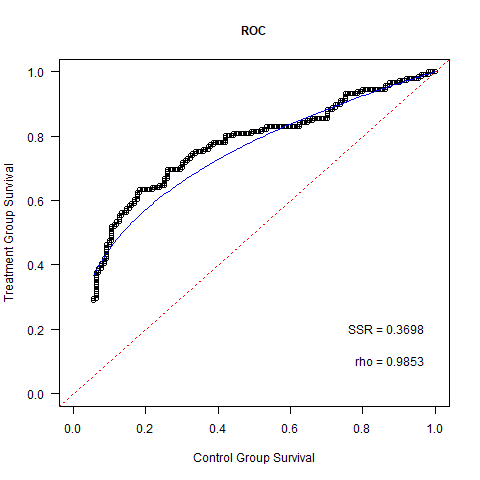 ROC
Treatment Group Survival
1.0
0.8
0.6
0.4
0.2
0.0
SSR = 0.3698
rho = 0.9853
0.0 0.2 0.4 0.6 0.8 1.0
Control Group Survival